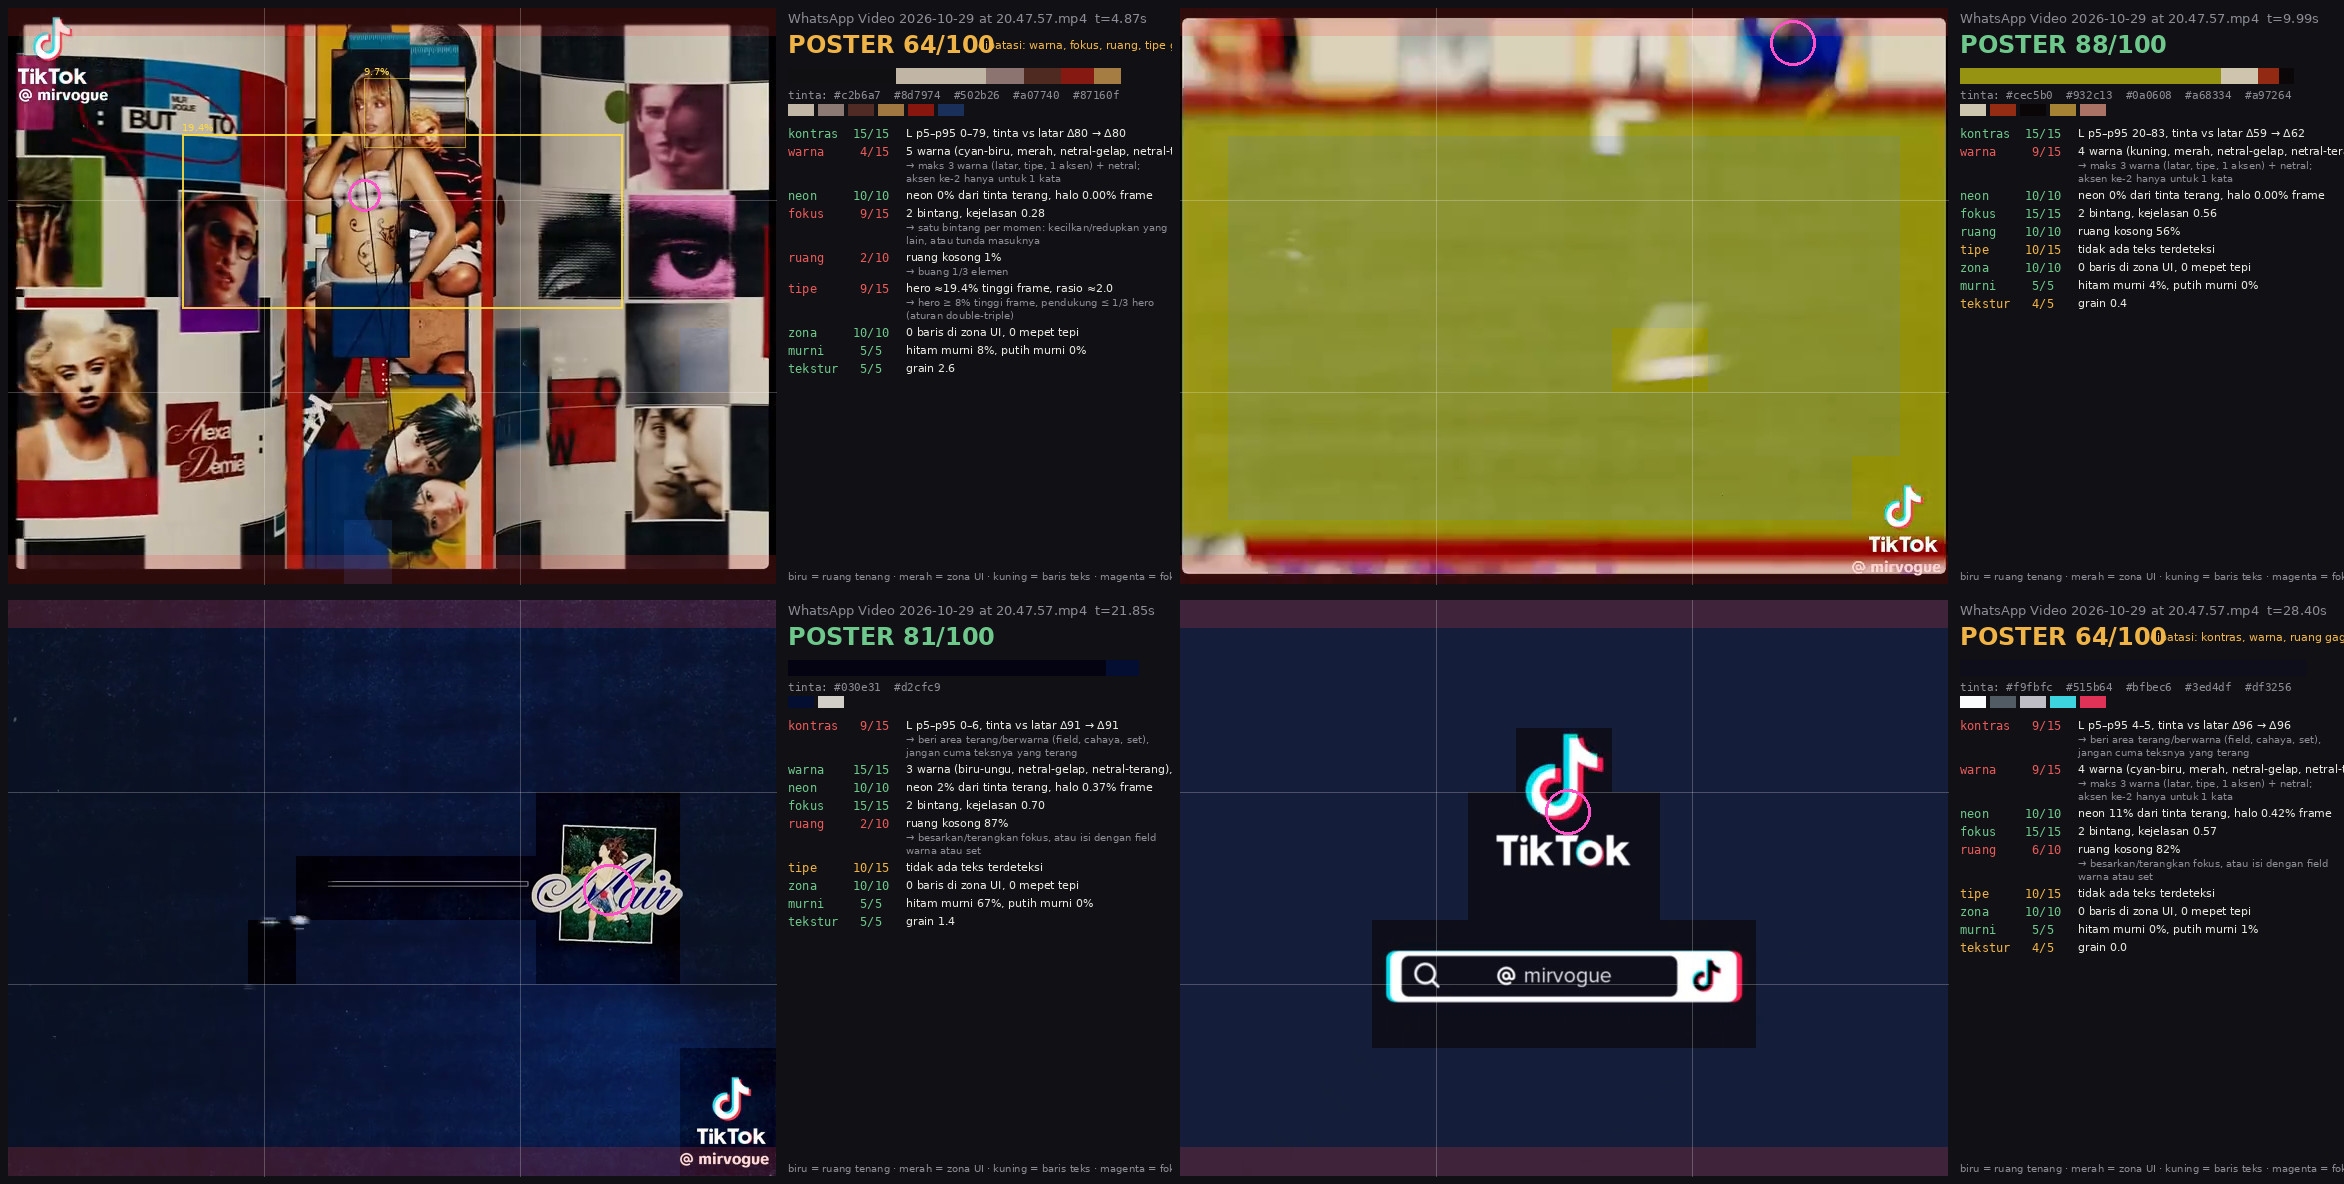 TikTok
@ mirvogue
BUT
TO
Alexa
Demie
9.7%
19.4%
WhatsApp Video 2026-10-29 at 20.47.57.mp4 t=4.87s
POSTER 64/100
atasi: warna, fokus, ruang, tipe
tinta: #c2b6a7 #8d7974 #502b26 #a07740 #87160f
kontras 15/15 L p5–p95 0–79, tinta vs latar Δ80 → Δ80
warna 4/15 5 warna (cyan-biru, merah, netral-gelap, netral-t
→ maks 3 warna (latar, tipe, 1 aksen) + netral;
aksen ke-2 hanya untuk 1 kata
neon 10/10 neon 0% dari tinta terang, halo 0.00% frame
fokus 9/15 2 bintang, kejelasan 0.28
→ satu bintang per momen: kecilkan/redupkan yang
lain, atau tunda masuknya
ruang 2/10 ruang kosong 1%
→ buang 1/3 elemen
tipe 9/15 hero ≈19.4% tinggi frame, rasio ≈2.0
→ hero ≥ 8% tinggi frame, pendukung ≤ 1/3 hero
(aturan double-triple)
zona 10/10 0 baris di zona UI, 0 mepet tepi
murni 5/5 hitam murni 8%, putih murni 0%
tekstur 5/5 grain 2.6
biru = ruang tenang · merah = zona UI · kuning = baris teks · magenta = fok
TikTok
@ mirvogue
WhatsApp Video 2026-10-29 at 20.47.57.mp4 t=9.99s
POSTER 88/100
tinta: #cec5b0 #932c13 #0a0608 #a68334 #a97264
kontras 15/15 L p5–p95 20–83, tinta vs latar Δ59 → Δ62
warna 9/15 4 warna (kuning, merah, netral-gelap, netral-ter
→ maks 3 warna (latar, tipe, 1 aksen) + netral;
aksen ke-2 hanya untuk 1 kata
neon 10/10 neon 0% dari tinta terang, halo 0.00% frame
fokus 15/15 2 bintang, kejelasan 0.56
ruang 10/10 ruang kosong 56%
tipe 10/15 tidak ada teks terdeteksi
zona 10/10 0 baris di zona UI, 0 mepet tepi
murni 5/5 hitam murni 4%, putih murni 0%
tekstur 4/5 grain 0.4
biru = ruang tenang · merah = zona UI · kuning = baris teks · magenta = fok
TikTok
@ mirvogue
WhatsApp Video 2026-10-29 at 20.47.57.mp4 t=21.85s
POSTER 81/100
tinta: #030e31 #d2cfc9
kontras 9/15 L p5–p95 0–6, tinta vs latar Δ91 → Δ91
→ beri area terang/berwarna (field, cahaya, set),
jangan cuma teksnya yang terang
warna 15/15 3 warna (biru-ungu, netral-gelap, netral-terang),
neon 10/10 neon 2% dari tinta terang, halo 0.37% frame
fokus 15/15 2 bintang, kejelasan 0.70
ruang 2/10 ruang kosong 87%
→ besarkan/terangkan fokus, atau isi dengan field
warna atau set
tipe 10/15 tidak ada teks terdeteksi
zona 10/10 0 baris di zona UI, 0 mepet tepi
murni 5/5 hitam murni 67%, putih murni 0%
tekstur 5/5 grain 1.4
biru = ruang tenang · merah = zona UI · kuning = baris teks · magenta = fok
TikTok
@ mirvogue
WhatsApp Video 2026-10-29 at 20.47.57.mp4 t=28.40s
POSTER 64/100
atasi: kontras, warna, ruang gag
tinta: #f9fbfc #515b64 #bfbec6 #3ed4df #df3256
kontras 9/15 L p5–p95 4–5, tinta vs latar Δ96 → Δ96
→ beri area terang/berwarna (field, cahaya, set),
jangan cuma teksnya yang terang
warna 9/15 4 warna (cyan-biru, merah, netral-gelap, netral-t
→ maks 3 warna (latar, tipe, 1 aksen) + netral;
aksen ke-2 hanya untuk 1 kata
neon 10/10 neon 11% dari tinta terang, halo 0.42% frame
fokus 15/15 2 bintang, kejelasan 0.57
ruang 6/10 ruang kosong 82%
→ besarkan/terangkan fokus, atau isi dengan field
warna atau set
tipe 10/15 tidak ada teks terdeteksi
zona 10/10 0 baris di zona UI, 0 mepet tepi
murni 5/5 hitam murni 0%, putih murni 1%
tekstur 4/5 grain 0.0
biru = ruang tenang · merah = zona UI · kuning = baris teks · magenta = fok